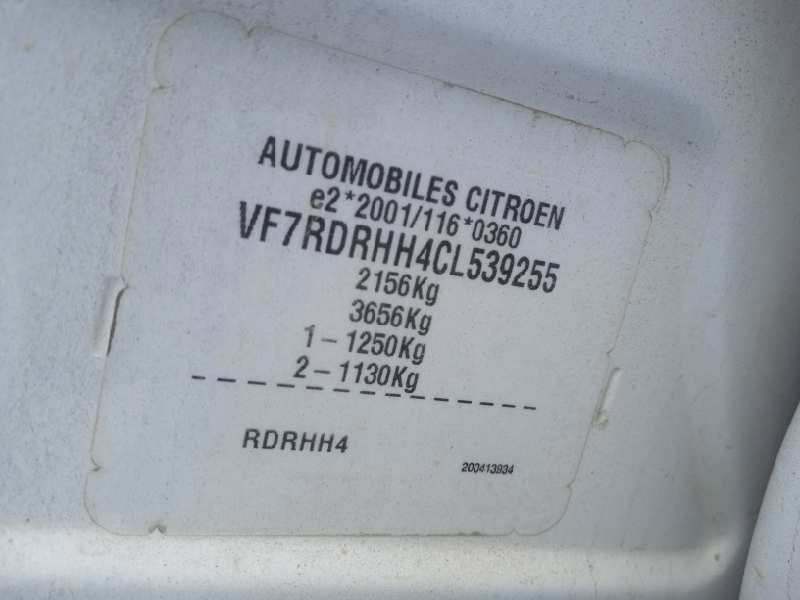 AUTOMOBILES CITROEN
e2*2001/116*0360
VF7RDRHH4CL539255
2156Kg
3656Kg
1 - 1250Kg
2 - 1130Kg
RDRHH4
200413934